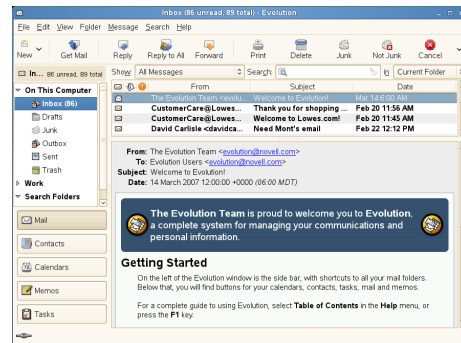 Inbox (86 unread, 89 total) - Evolution
File Edit View Folder Message Search Help
New Get Mail Reply Reply to All Forward Print Delete Junk Not Junk Cancel
In... 86 unread, 89 total Show: All Messages Search: in Current Folder
On This Computer
Inbox (86)
Drafts
Junk
Outbox
Sent
Trash
Work
Search Folders
Mail
Contacts
Calendars
Memos
Tasks
From Subject Date
The Evolution Team <evolu... Welcome to Evolution! Mar 14 6:00 AM
CustomerCare@Lowes... Thank you for shopping ... Feb 20 11:56 AM
CustomerCare@Lowes... Welcome to Lowes.com! Feb 20 11:45 AM
David Carlisle <davidca... Need Mont's email Feb 22 12:12 PM
From: The Evolution Team <evolution@novell.com>
To: Evolution Users <evolution@novell.com>
Subject: Welcome to Evolution!
Date: 14 March 2007 12:00:00 +0000 (06:00 MDT)
The Evolution Team is proud to welcome you to Evolution.
a complete system for managing your communications and
personal information.
Getting Started
On the left of the Evolution window is the side bar, with shortcuts to all your mail folders.
Below that, you will find buttons for your calendars, contacts, tasks, mail and memos.
For a complete guide to using Evolution, select Table of Contents in the Help menu, or
press the F1 key.